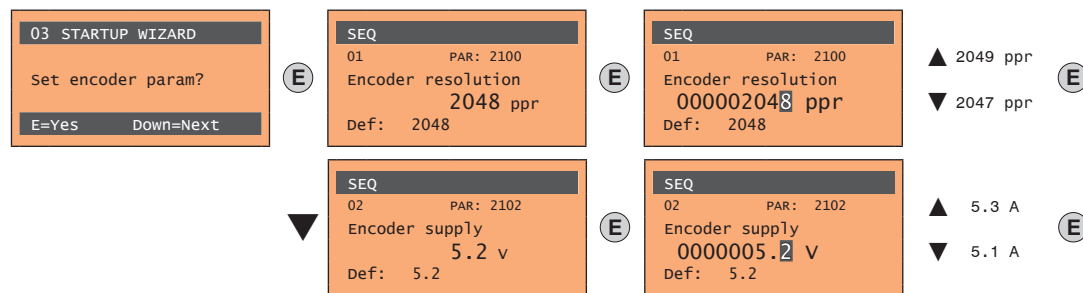 03 STARTUP WIZARD
Set encoder param?
E=Yes Down=Next
E
SEQ
01 PAR: 2100
Encoder resolution
2048 ppr
Def: 2048
E
SEQ
01 PAR: 2100
Encoder resolution
000002048 ppr
Def: 2048
▲ 2049 ppr
▼ 2047 ppr
E
▼
SEQ
02 PAR: 2102
Encoder supply
5.2 V
Def: 5.2
E
SEQ
02 PAR: 2102
Encoder supply
0000005.2 V
Def: 5.2
▲ 5.3 A
▼ 5.1 A
E